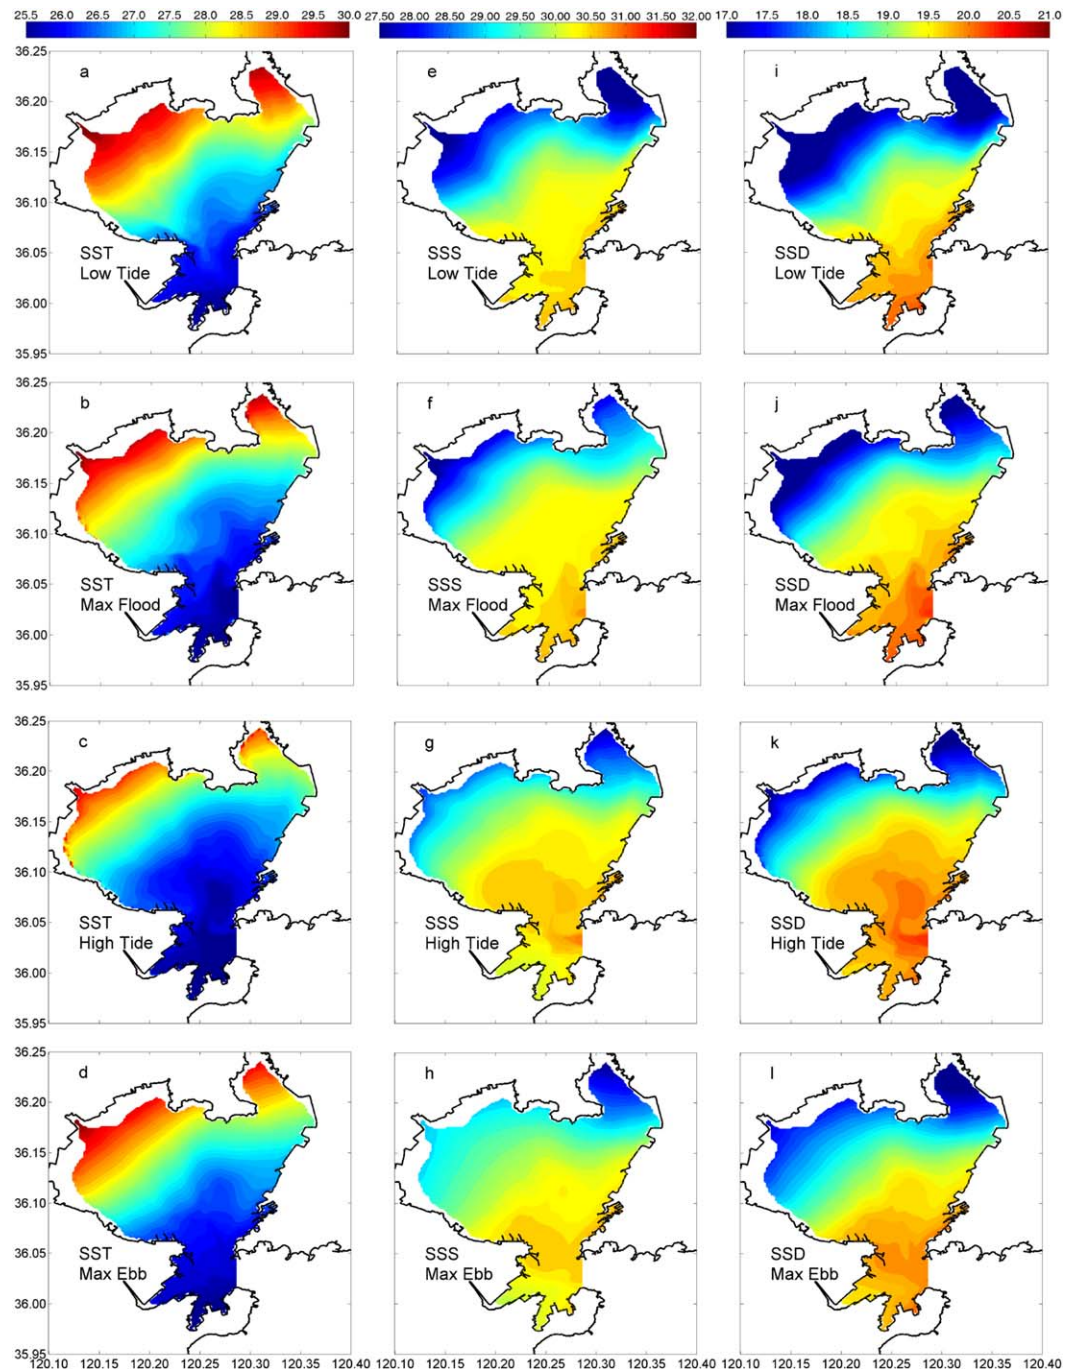 25.5 26.0 26.5 27.0 27.5 28.0 28.5 29.0 29.5 30.0
27.50 28.00 28.50 29.00 29.50 30.00 30.50 31.00 31.50 32.00
17.0 17.5 18.0 18.5 19.0 19.5 20.0 20.5 21.0
36.25
36.20
36.15
36.10
36.05
36.00
35.95
a
SST
Low Tide
e
SSS
Low Tide
i
SSD
Low Tide
36.25
36.20
36.15
36.10
36.05
36.00
35.95
b
SST
Max Flood
f
SSS
Max Flood
j
SSD
Max Flood
36.25
36.20
36.15
36.10
36.05
36.00
35.95
c
SST
High Tide
g
SSS
High Tide
k
SSD
High Tide
36.25
36.20
36.15
36.10
36.05
36.00
35.95
d
SST
Max Ebb
h
SSS
Max Ebb
l
SSD
Max Ebb
120.10 120.15 120.20 120.25 120.30 120.35 120.40
120.10 120.15 120.20 120.25 120.30 120.35 120.40
120.10 120.15 120.20 120.25 120.30 120.35 120.40